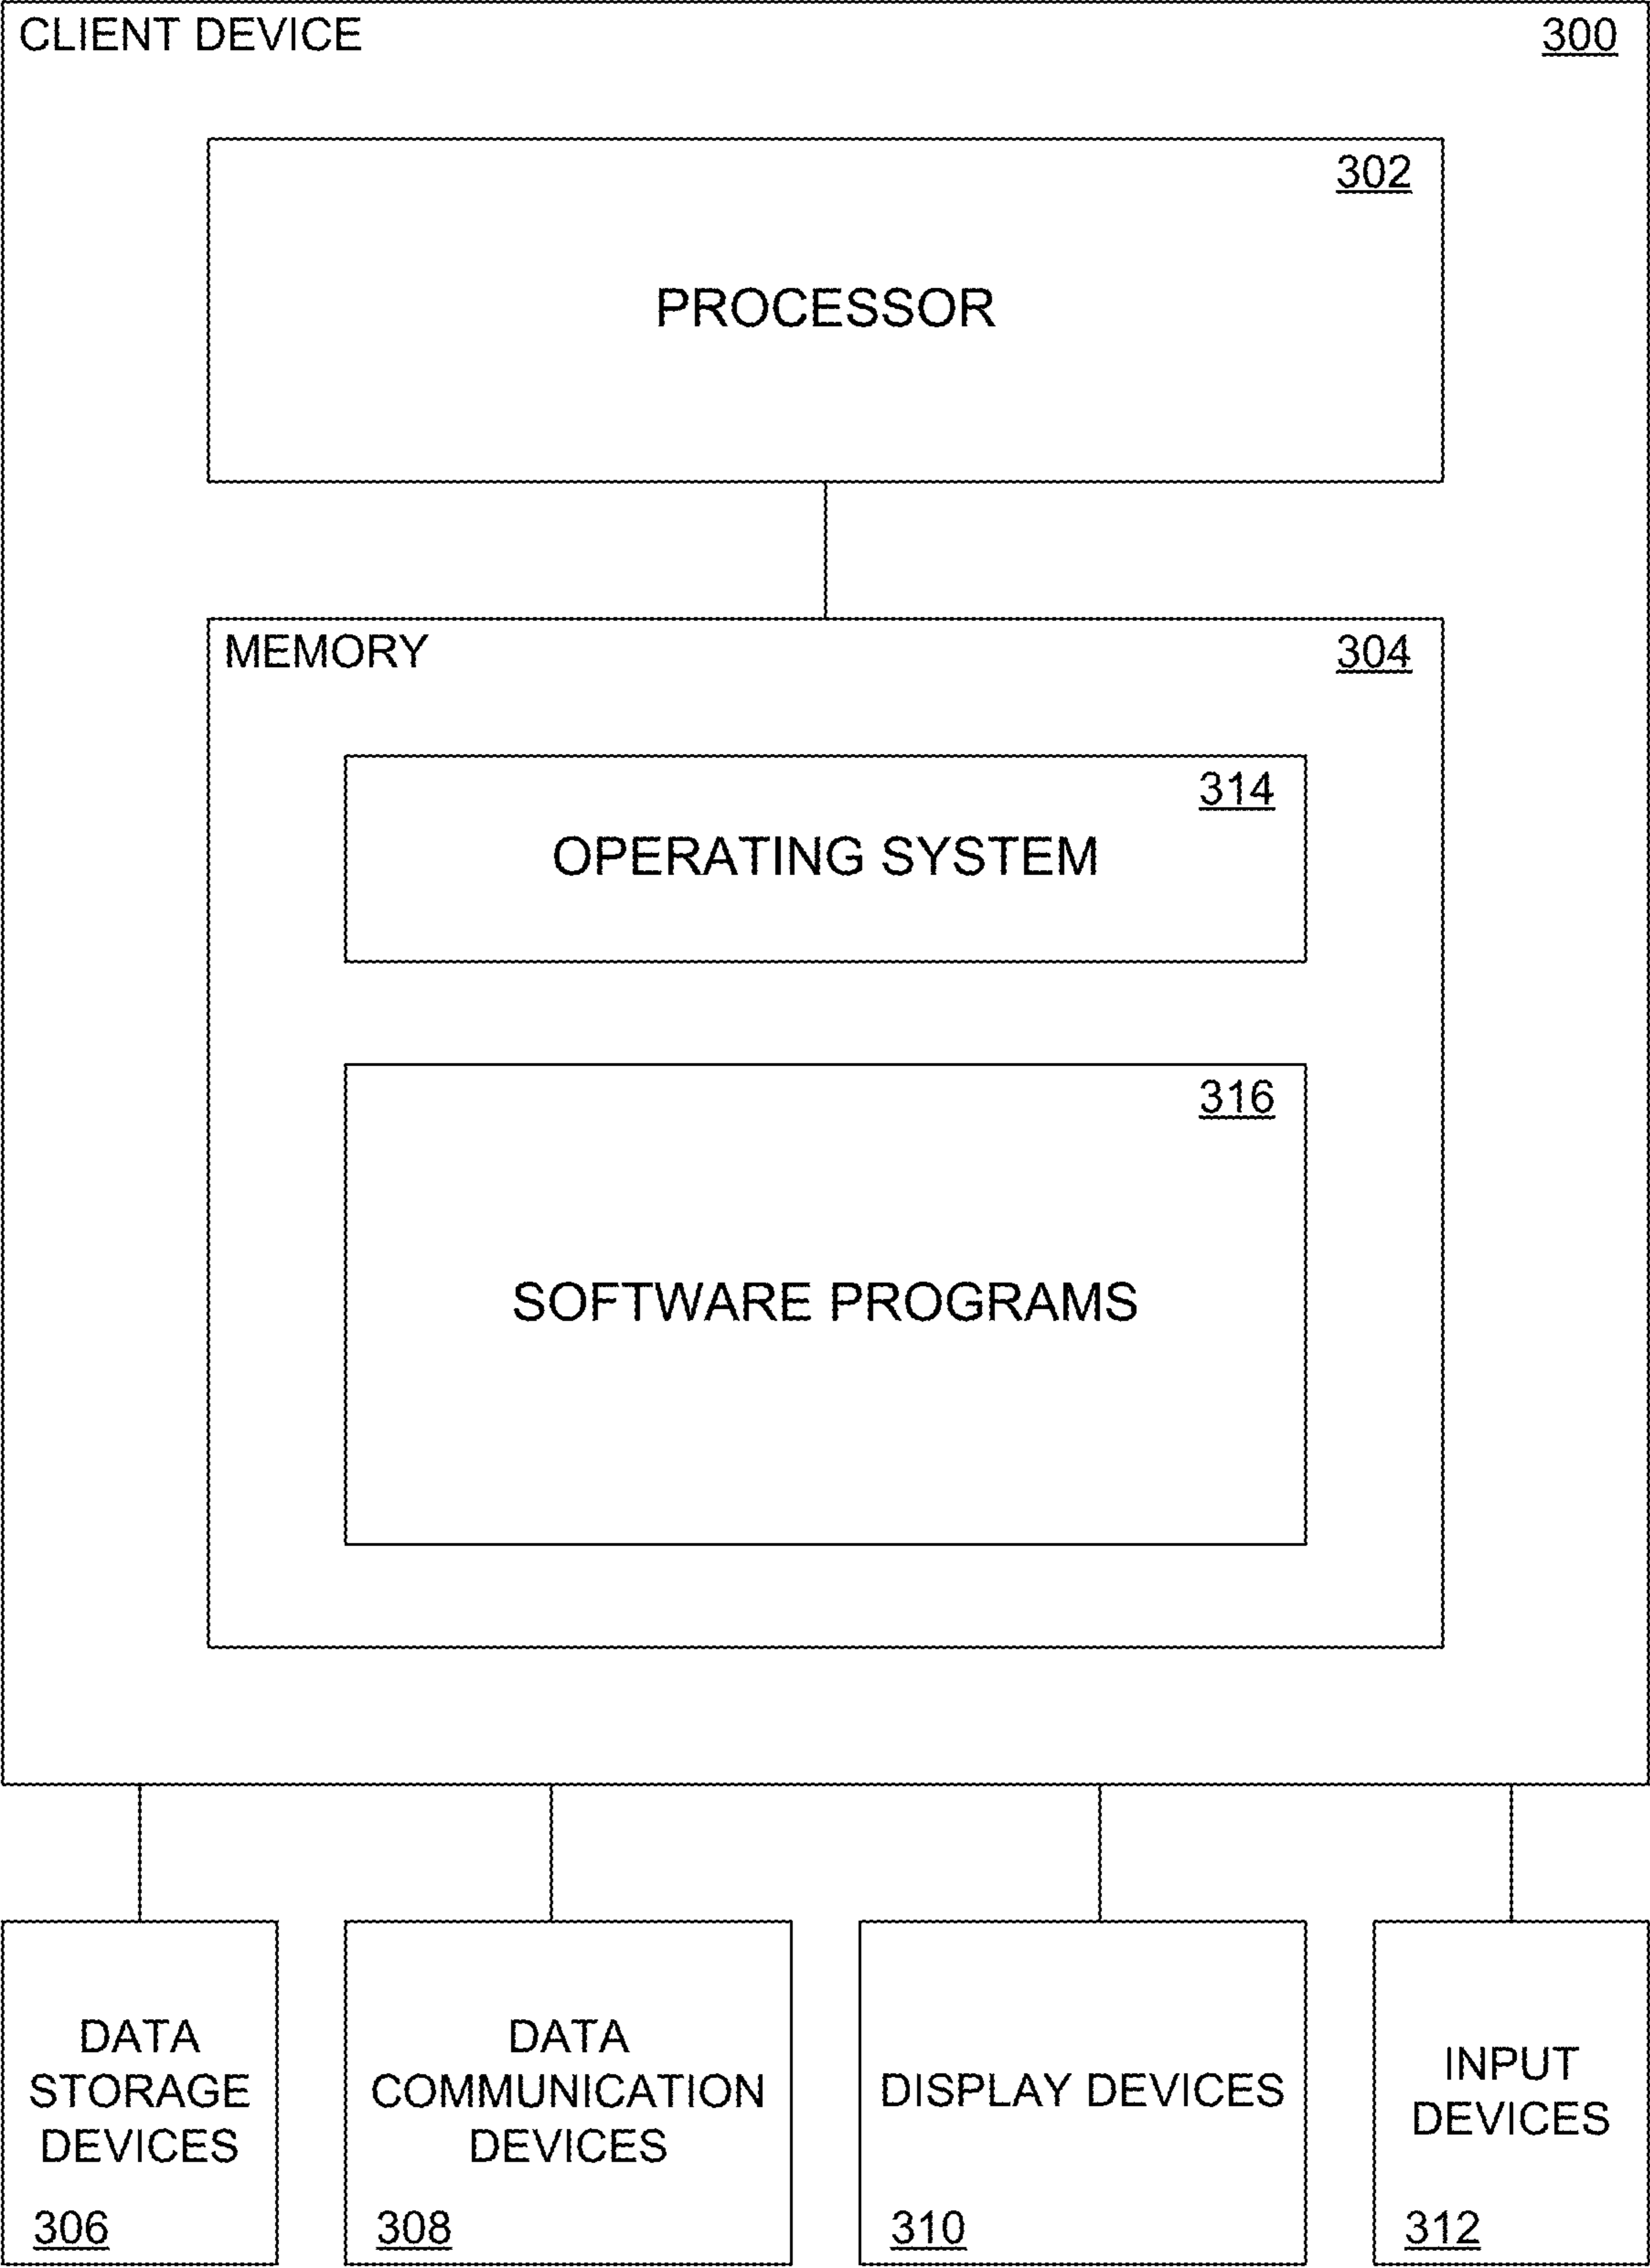 CLIENT DEVICE 300
302
PROCESSOR
MEMORY 304
314
OPERATING SYSTEM
316
SOFTWARE PROGRAMS
DATA
STORAGE
DEVICES
306
DATA
COMMUNICATION
DEVICES
308
DISPLAY DEVICES
310
INPUT
DEVICES
312